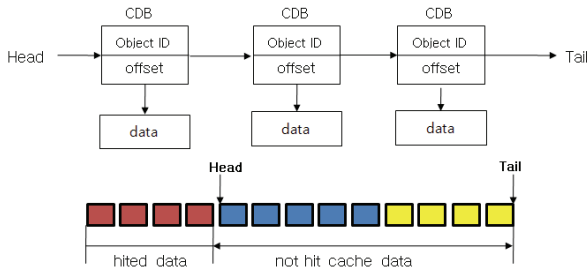 CDB CDB CDB
Head Object ID Object ID Object ID Tail
offset offset offset
data data data
Head Tail
hited data not hit cache data